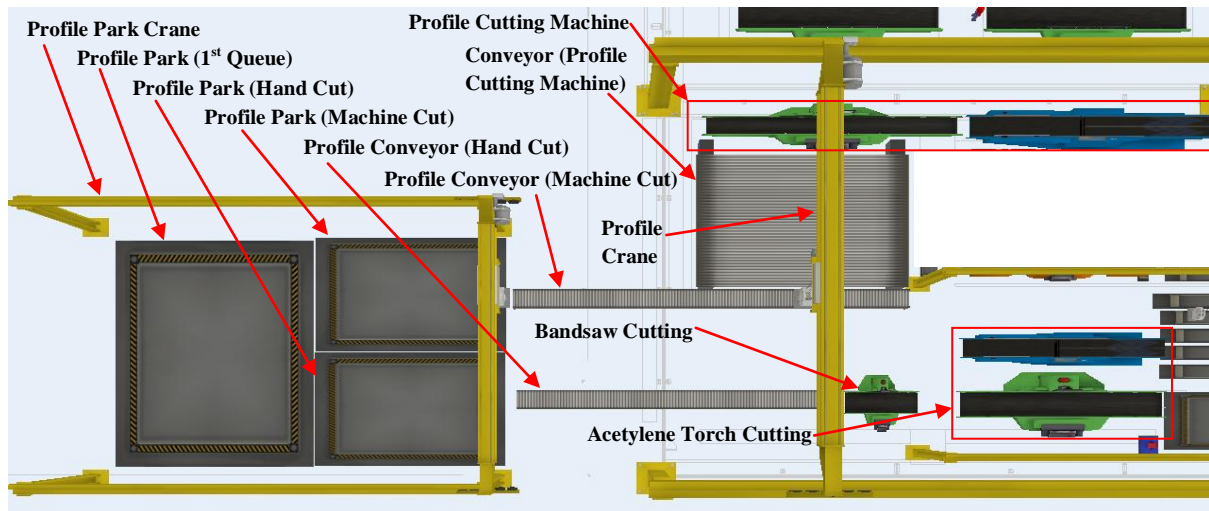 Profile Park Crane
Profile Park (1st Queue)
Profile Park (Hand Cut)
Profile Park (Machine Cut)
Profile Conveyor (Hand Cut)
Profile Conveyor (Machine Cut)
Profile Cutting Machine
Conveyor (Profile
Cutting Machine)
Profile
Crane
Bandsaw Cutting
Acetylene Torch Cutting